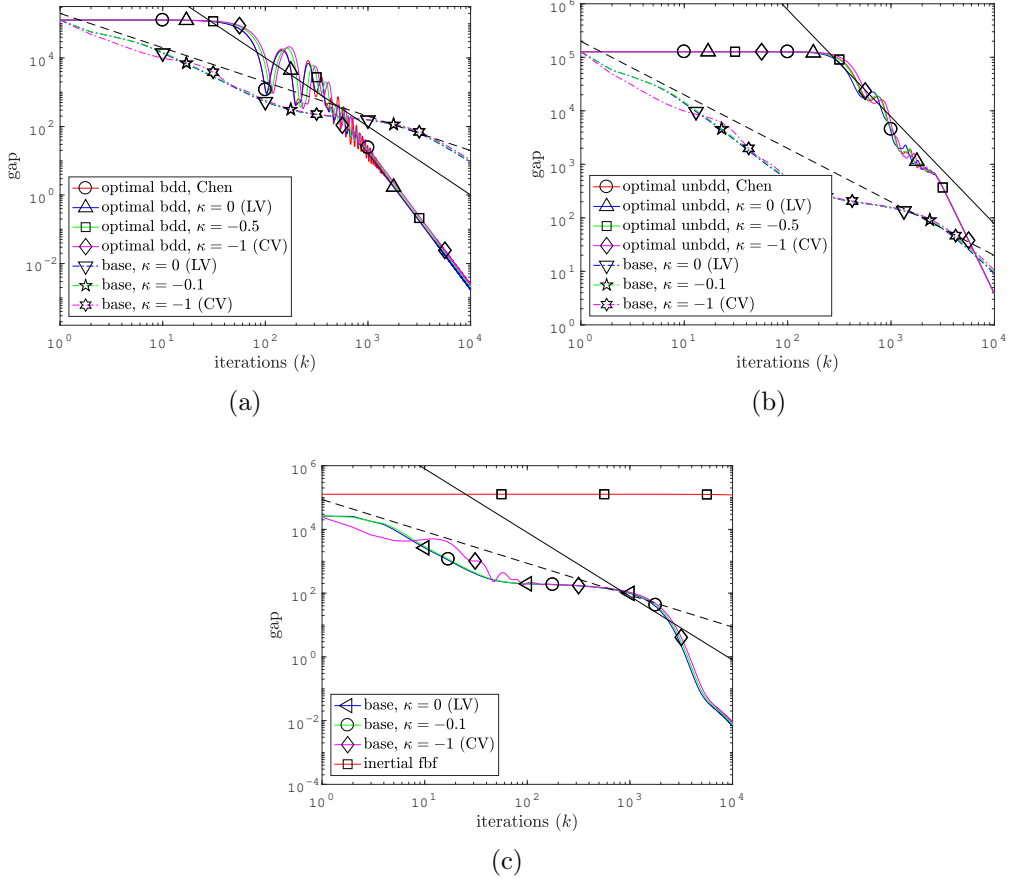 10^4
10^2
10^0
10^-2
gap
optimal bdd, Chen
optimal bdd, κ = 0 (LV)
optimal bdd, κ = −0.5
optimal bdd, κ = −1 (CV)
base, κ = 0 (LV)
base, κ = −0.1
base, κ = −1 (CV)
10^0 10^1 10^2 10^3 10^4
iterations (k)
(a)
10^6
10^5
10^4
10^3
10^2
10^1
10^0
gap
optimal unbdd, Chen
optimal unbdd, κ = 0 (LV)
optimal unbdd, κ = −0.5
optimal unbdd, κ = −1 (CV)
base, κ = 0 (LV)
base, κ = −0.1
base, κ = −1 (CV)
10^0 10^1 10^2 10^3 10^4
iterations (k)
(b)
10^6
10^4
10^2
10^0
10^-2
10^-4
gap
base, κ = 0 (LV)
base, κ = −0.1
base, κ = −1 (CV)
inertial fbf
10^0 10^1 10^2 10^3 10^4
iterations (k)
(c)